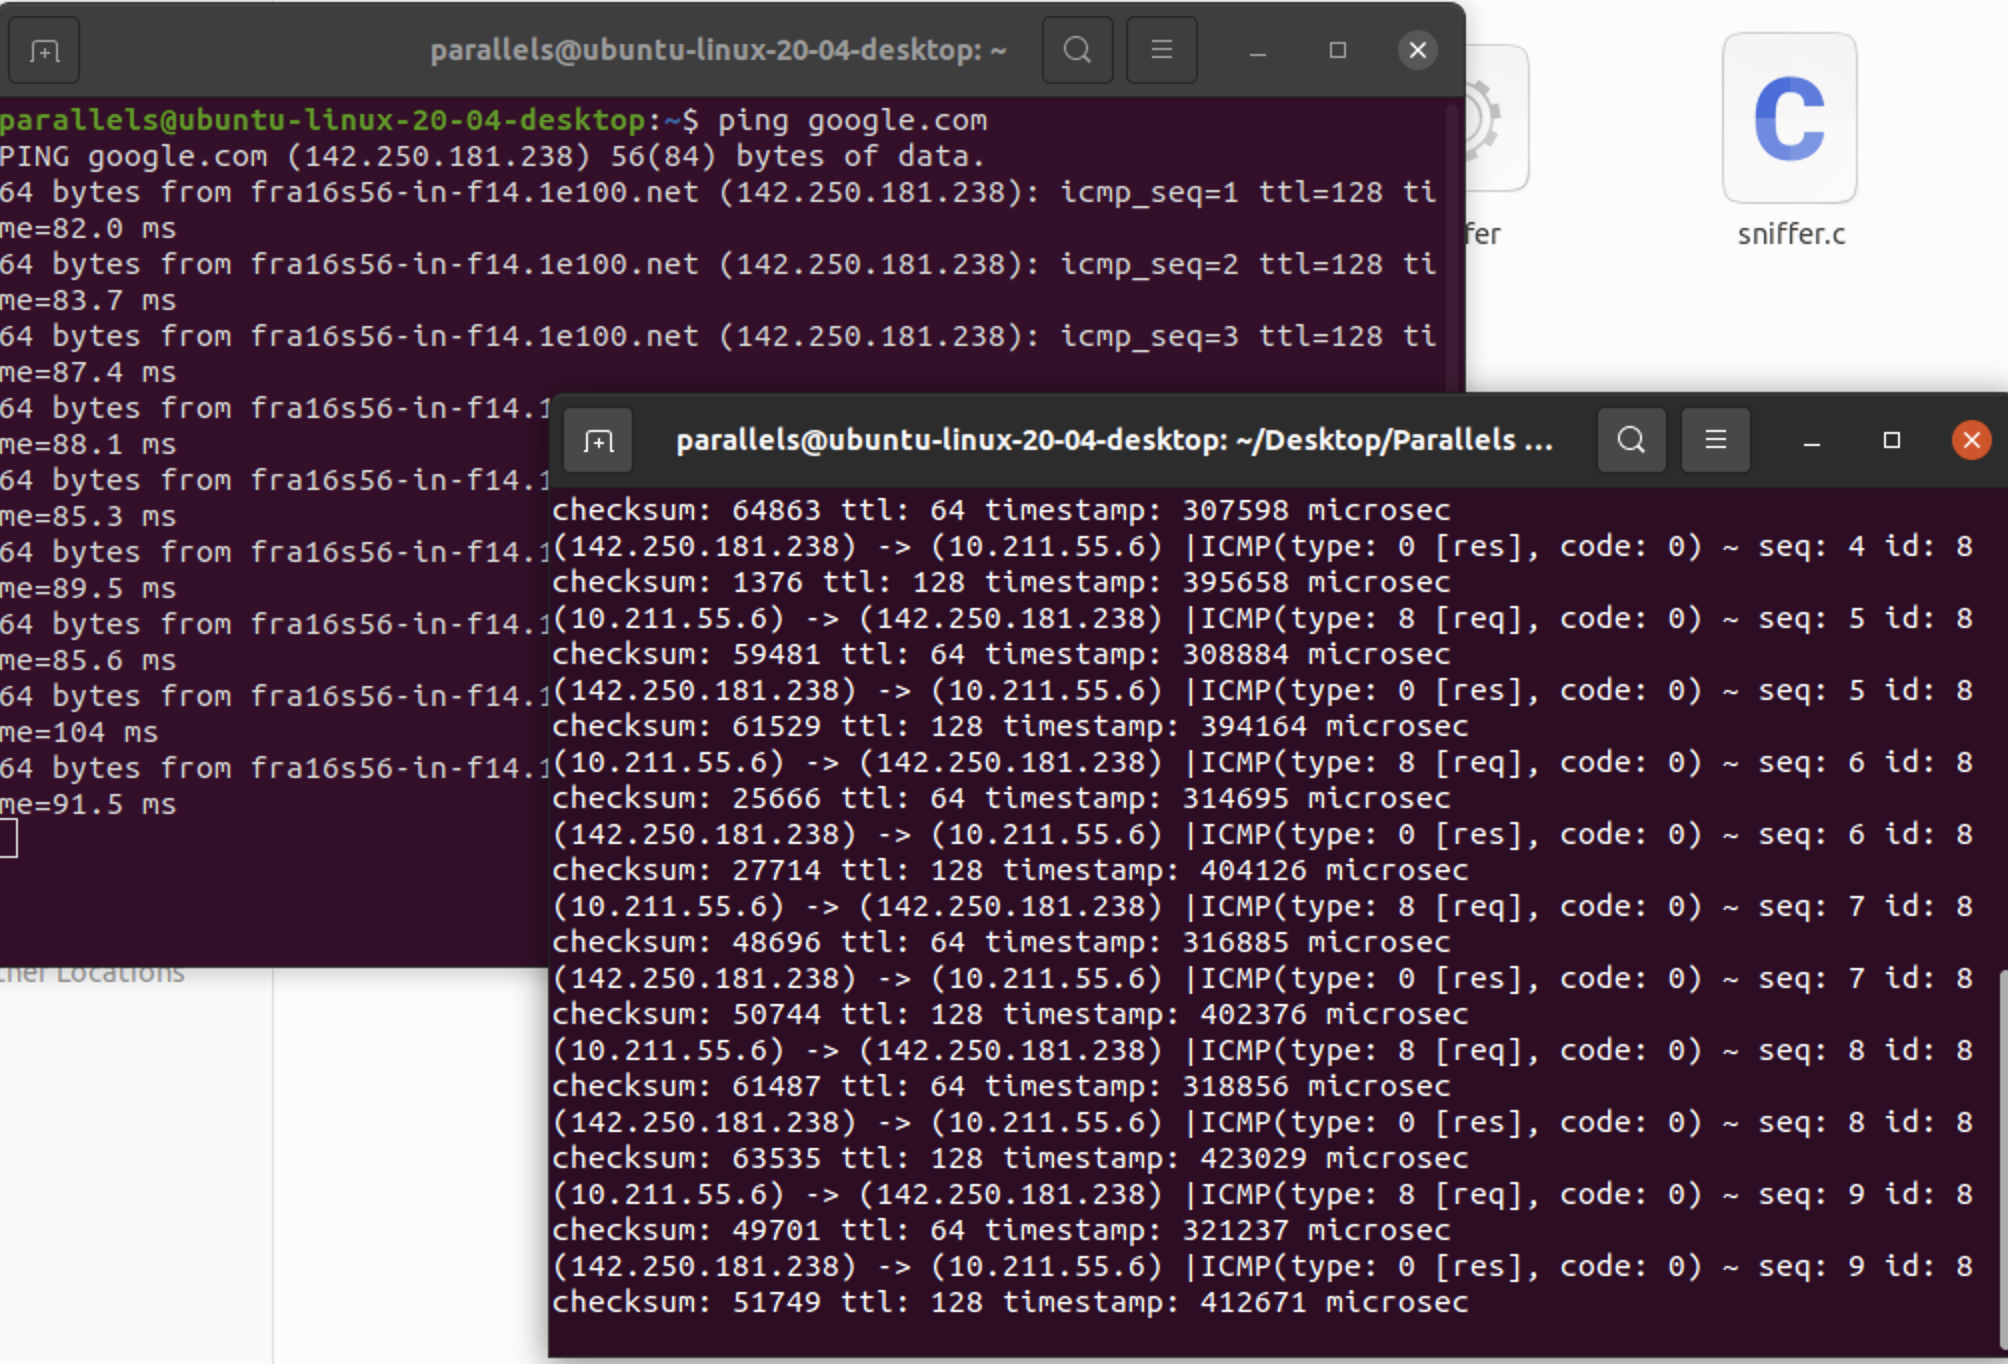 parallels@ubuntu-linux-20-04-desktop: ~
parallels@ubuntu-linux-20-04-desktop:~$ ping google.com
PING google.com (142.250.181.238) 56(84) bytes of data.
64 bytes from fra16s56-in-f14.1e100.net (142.250.181.238): icmp_seq=1 ttl=128 ti
me=82.0 ms
64 bytes from fra16s56-in-f14.1e100.net (142.250.181.238): icmp_seq=2 ttl=128 ti
me=83.7 ms
64 bytes from fra16s56-in-f14.1e100.net (142.250.181.238): icmp_seq=3 ttl=128 ti
me=87.4 ms
64 bytes from fra16s56-in-f14.1
me=88.1 ms
64 bytes from fra16s56-in-f14.1
me=85.3 ms
64 bytes from fra16s56-in-f14.1
me=89.5 ms
64 bytes from fra16s56-in-f14.1
me=85.6 ms
64 bytes from fra16s56-in-f14.1
me=104 ms
64 bytes from fra16s56-in-f14.1
me=91.5 ms
ther Locations
fer
C
sniffer.c
parallels@ubuntu-linux-20-04-desktop: ~/Desktop/Parallels ...
checksum: 64863 ttl: 64 timestamp: 307598 microsec
(142.250.181.238) -> (10.211.55.6) |ICMP(type: 0 [res], code: 0) ~ seq: 4 id: 8
checksum: 1376 ttl: 128 timestamp: 395658 microsec
(10.211.55.6) -> (142.250.181.238) |ICMP(type: 8 [req], code: 0) ~ seq: 5 id: 8
checksum: 59481 ttl: 64 timestamp: 308884 microsec
(142.250.181.238) -> (10.211.55.6) |ICMP(type: 0 [res], code: 0) ~ seq: 5 id: 8
checksum: 61529 ttl: 128 timestamp: 394164 microsec
(10.211.55.6) -> (142.250.181.238) |ICMP(type: 8 [req], code: 0) ~ seq: 6 id: 8
checksum: 25666 ttl: 64 timestamp: 314695 microsec
(142.250.181.238) -> (10.211.55.6) |ICMP(type: 0 [res], code: 0) ~ seq: 6 id: 8
checksum: 27714 ttl: 128 timestamp: 404126 microsec
(10.211.55.6) -> (142.250.181.238) |ICMP(type: 8 [req], code: 0) ~ seq: 7 id: 8
checksum: 48696 ttl: 64 timestamp: 316885 microsec
(142.250.181.238) -> (10.211.55.6) |ICMP(type: 0 [res], code: 0) ~ seq: 7 id: 8
checksum: 50744 ttl: 128 timestamp: 402376 microsec
(10.211.55.6) -> (142.250.181.238) |ICMP(type: 8 [req], code: 0) ~ seq: 8 id: 8
checksum: 61487 ttl: 64 timestamp: 318856 microsec
(142.250.181.238) -> (10.211.55.6) |ICMP(type: 0 [res], code: 0) ~ seq: 8 id: 8
checksum: 63535 ttl: 128 timestamp: 423029 microsec
(10.211.55.6) -> (142.250.181.238) |ICMP(type: 8 [req], code: 0) ~ seq: 9 id: 8
checksum: 49701 ttl: 64 timestamp: 321237 microsec
(142.250.181.238) -> (10.211.55.6) |ICMP(type: 0 [res], code: 0) ~ seq: 9 id: 8
checksum: 51749 ttl: 128 timestamp: 412671 microsec